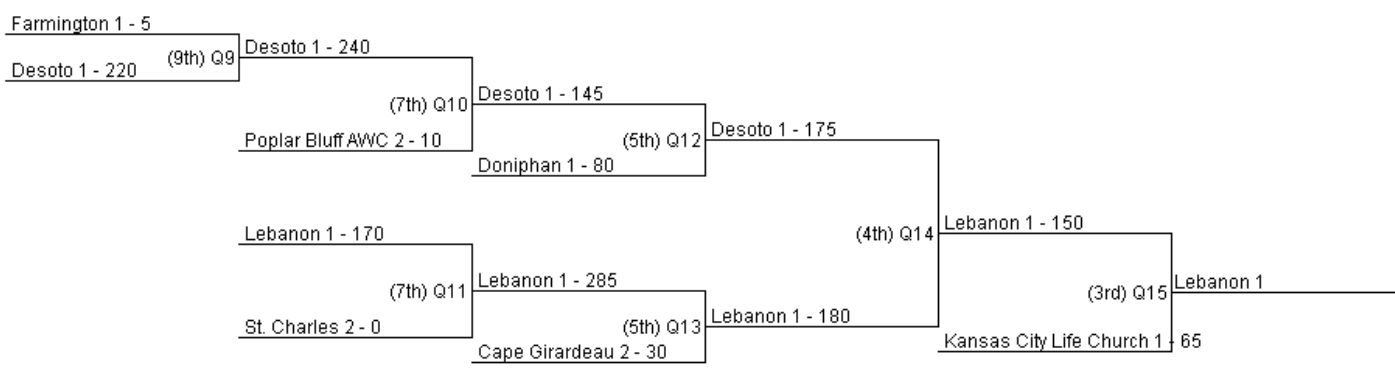 Farmington 1 - 5
(9th) Q9
Desoto 1 - 220
Desoto 1 - 240
(7th) Q10
Poplar Bluff AWC 2 - 10
Desoto 1 - 145
(5th) Q12
Doniphan 1 - 80
Desoto 1 - 175
(4th) Q14
Lebanon 1 - 170
(7th) Q11
St. Charles 2 - 0
Lebanon 1 - 285
(5th) Q13
Cape Girardeau 2 - 30
Lebanon 1 - 180
Lebanon 1 - 150
(3rd) Q15
Kansas City Life Church 1 - 65
Lebanon 1